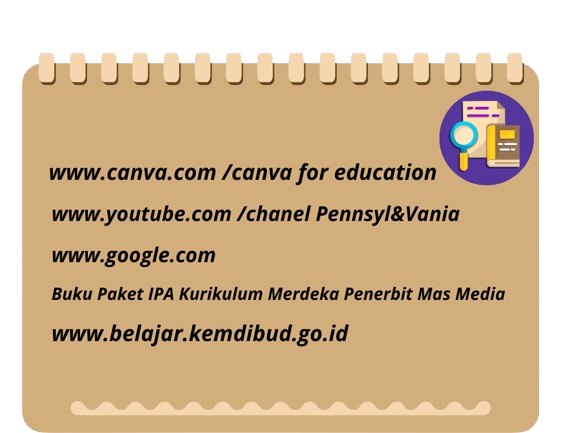 www.canva.com /canva for education
www.youtube.com /chanel Pennsyl&Vania
www.google.com
Buku Paket IPA Kurikulum Merdeka Penerbit Mas Media
www.belajar.kemdibud.go.id